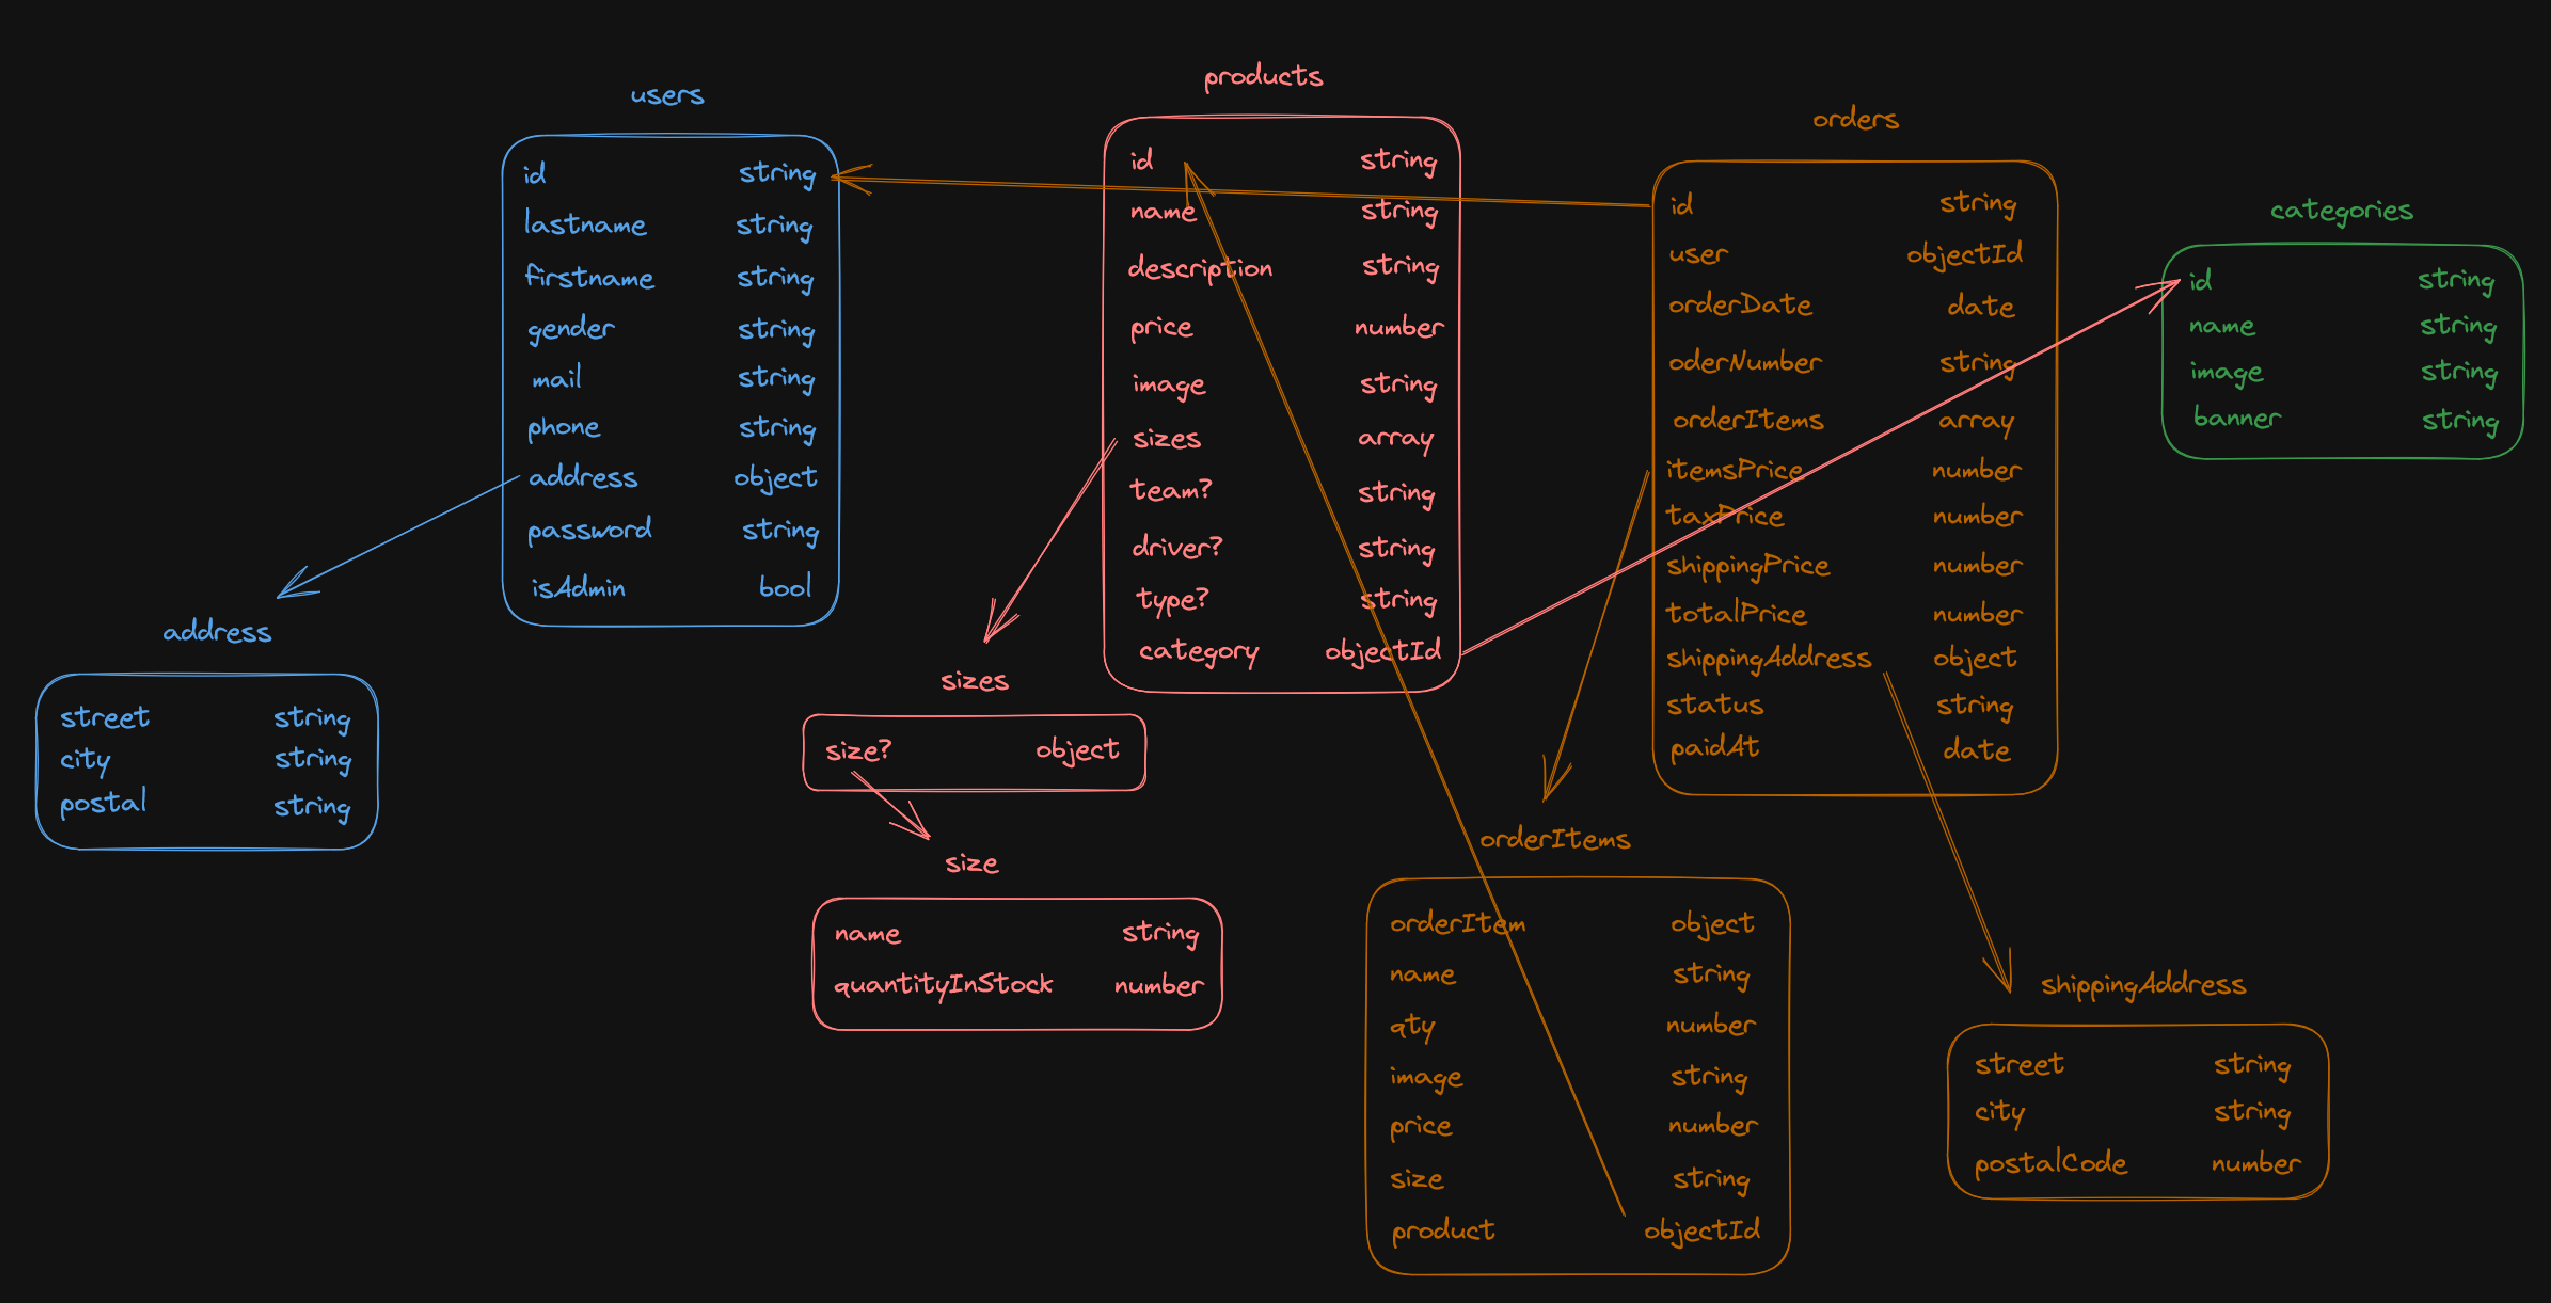 users
id string
lastname string
firstname string
gender string
mail string
phone string
address object
password string
isAdmin bool
address
street string
city string
postal string
products
id string
name string
description string
price number
image string
sizes array
team? string
driver? string
type? string
category objectId
sizes
size? object
size
name string
quantityInStock number
orders
id string
user objectId
orderDate date
oderNumber string
orderItems array
itemsPrice number
taxPrice number
shippingPrice number
totalPrice number
shippingAddress object
status string
paidAt date
orderItems
orderItem object
name string
qty number
image string
price number
size string
product objectId
shippingAddress
street string
city string
postalCode number
categories
id string
name string
image string
banner string